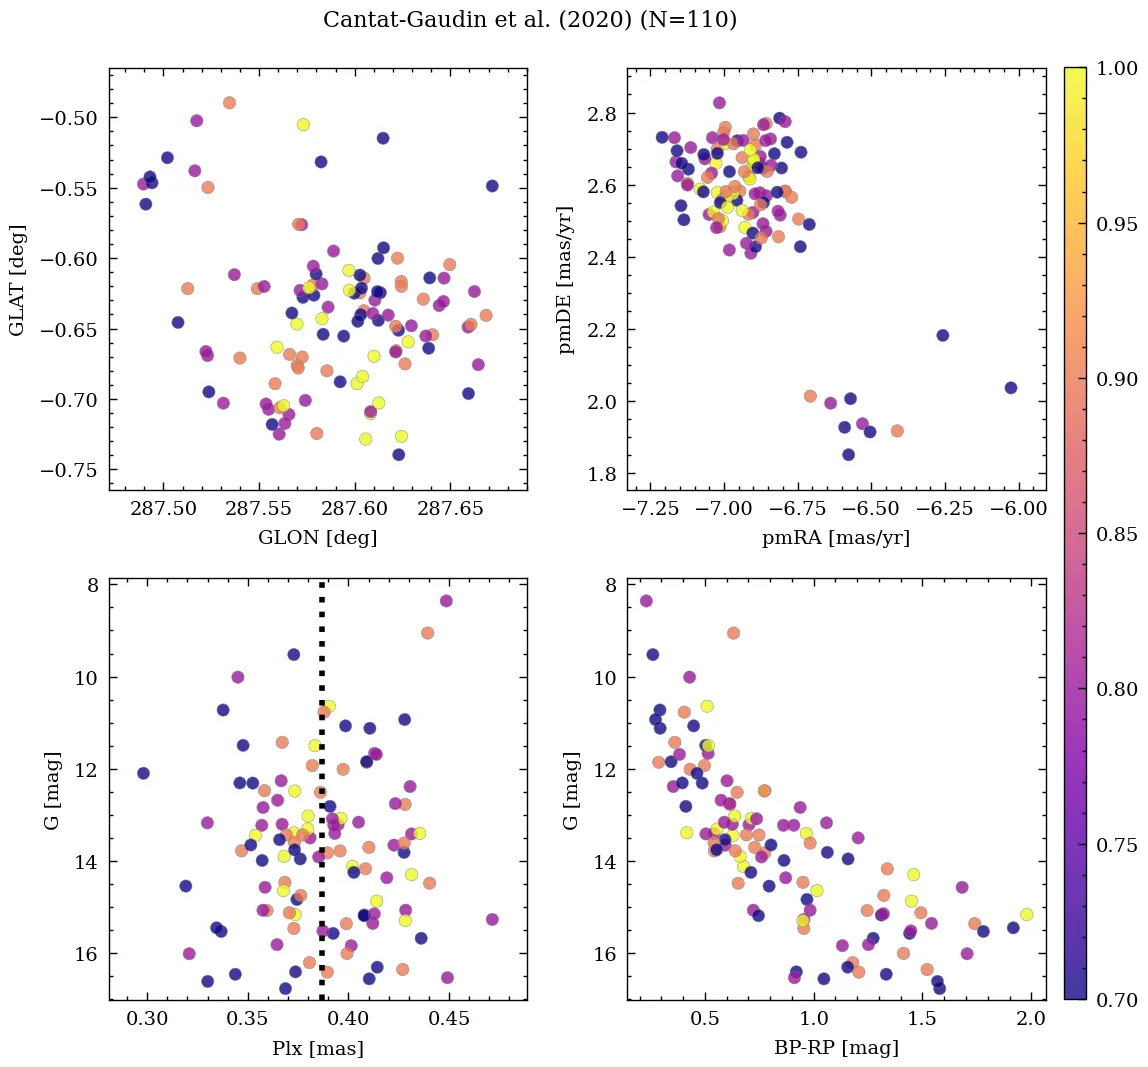 Cantat-Gaudin et al. (2020) (N=110)
−0.50
−0.55
−0.60
−0.65
−0.70
−0.75
GLAT [deg]
287.50 287.55 287.60 287.65
GLON [deg]
2.8
2.6
2.4
2.2
2.0
1.8
pmDE [mas/yr]
−7.25 −7.00 −6.75 −6.50 −6.25 −6.00
pmRA [mas/yr]
8
10
12
14
16
G [mag]
0.30 0.35 0.40 0.45
Plx [mas]
8
10
12
14
16
G [mag]
0.5 1.0 1.5 2.0
BP-RP [mag]
1.00
0.95
0.90
0.85
0.80
0.75
0.70